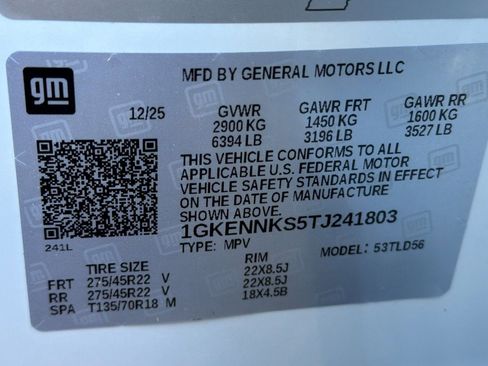 gm
MFD BY GENERAL MOTORS LLC
12/25
GVWR GAWR FRT GAWR RR
2900 KG 1450 KG 1600 KG
6394 LB 3196 LB 3527 LB
THIS VEHICLE CONFORMS TO ALL
APPLICABLE U.S. FEDERAL MOTOR
VEHICLE SAFETY STANDARDS IN EFFECT
ON THE DATE OF MANUFACTURE
SHOWN ABOVE.
241L
1GKENNKS5TJ241803
TYPE: MPV MODEL: 53TLD56
TIRE SIZE RIM
FRT 275/45R22 V 22X8.5J
RR 275/45R22 V 22X8.5J
SPA T135/70R18 M 18X4.5B